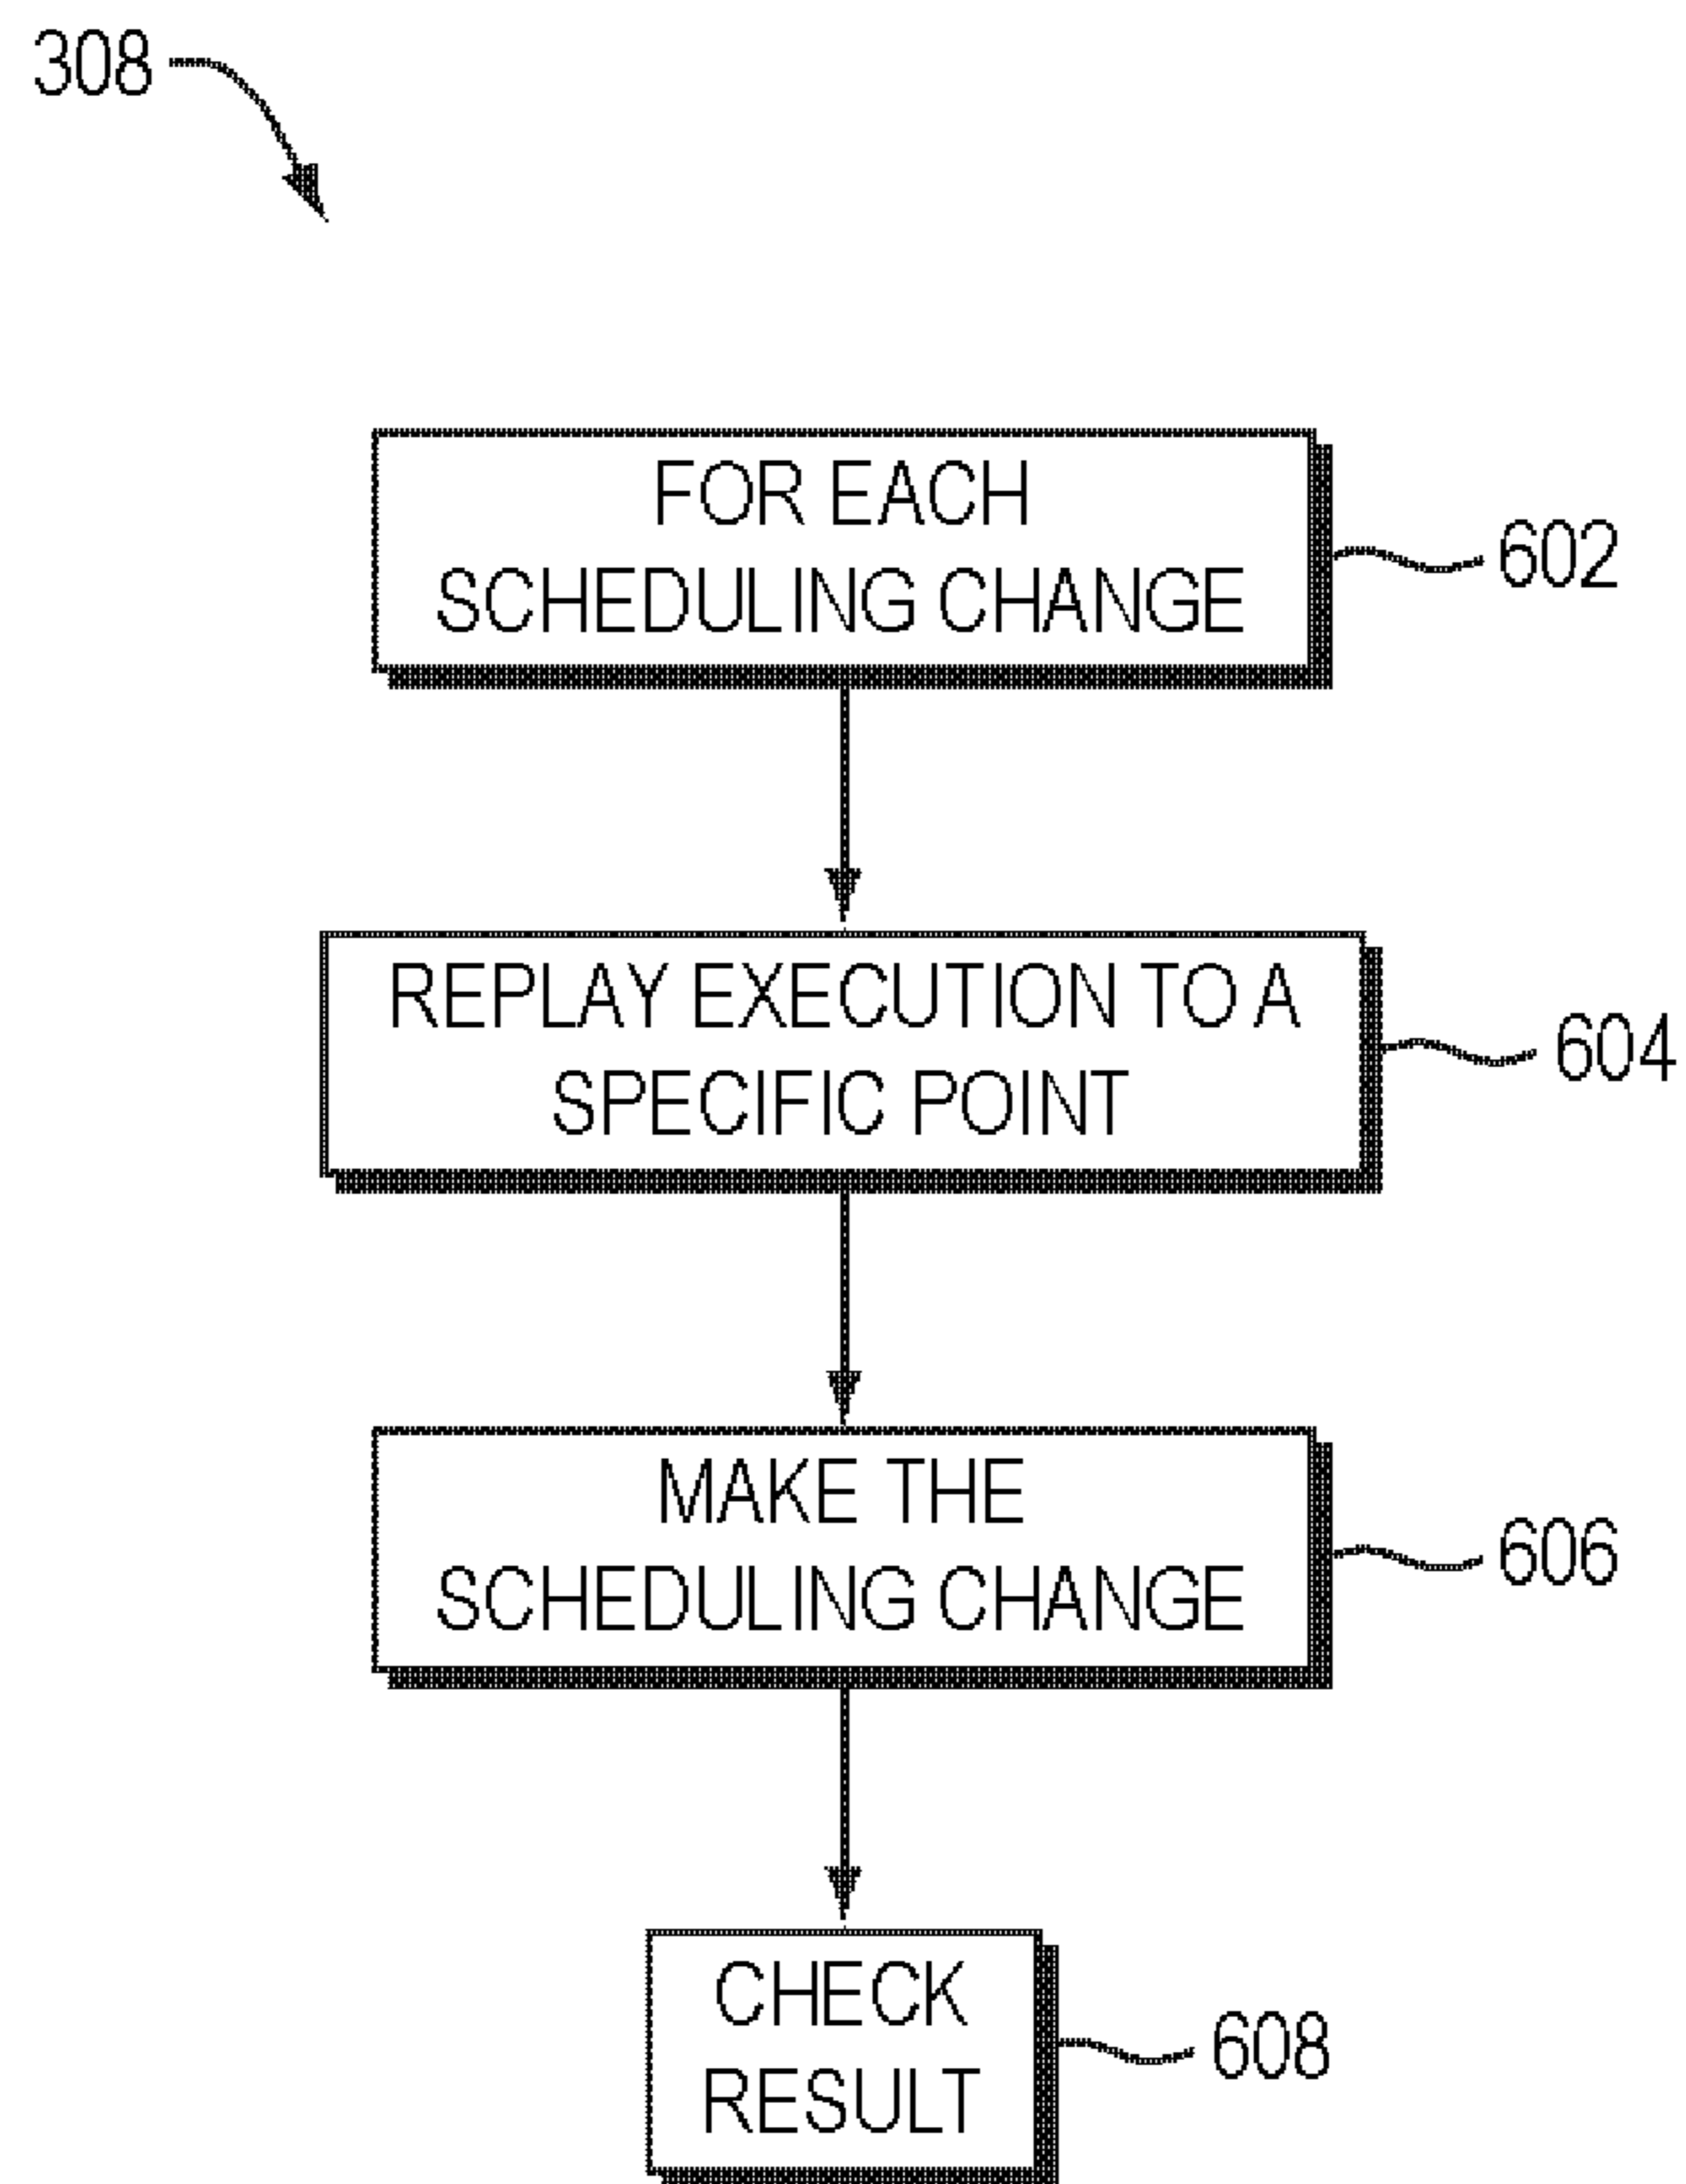 308
FOR EACH
SCHEDULING CHANGE
602
REPLAY EXECUTION TO A
SPECIFIC POINT
604
MAKE THE
SCHEDULING CHANGE
606
CHECK
RESULT
608